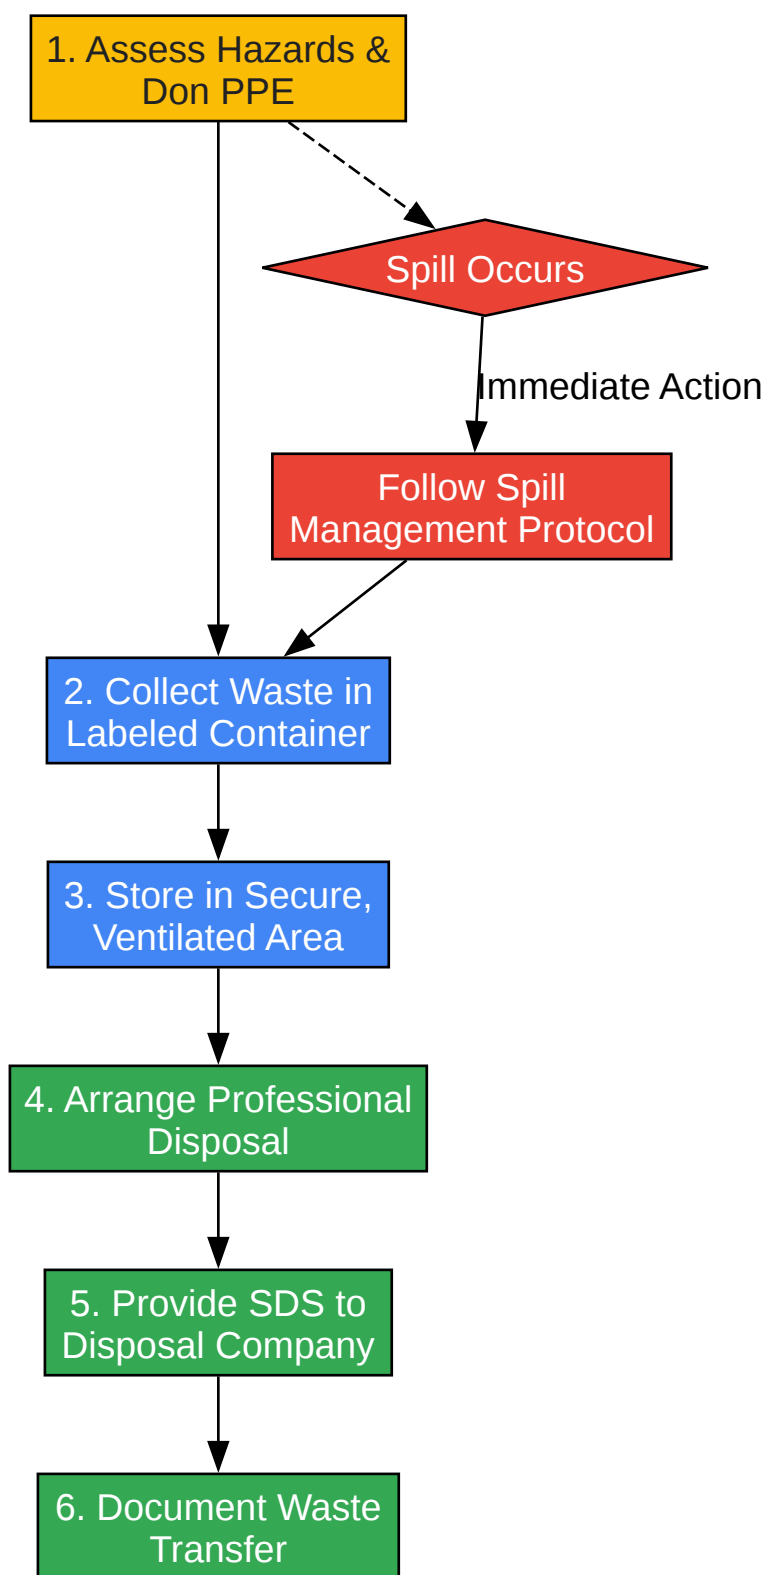 1. Assess Hazards &
Don PPE
Spill Occurs
Immediate Action
Follow Spill
Management Protocol
2. Collect Waste in
Labeled Container
3. Store in Secure,
Ventilated Area
4. Arrange Professional
Disposal
5. Provide SDS to
Disposal Company
6. Document Waste
Transfer